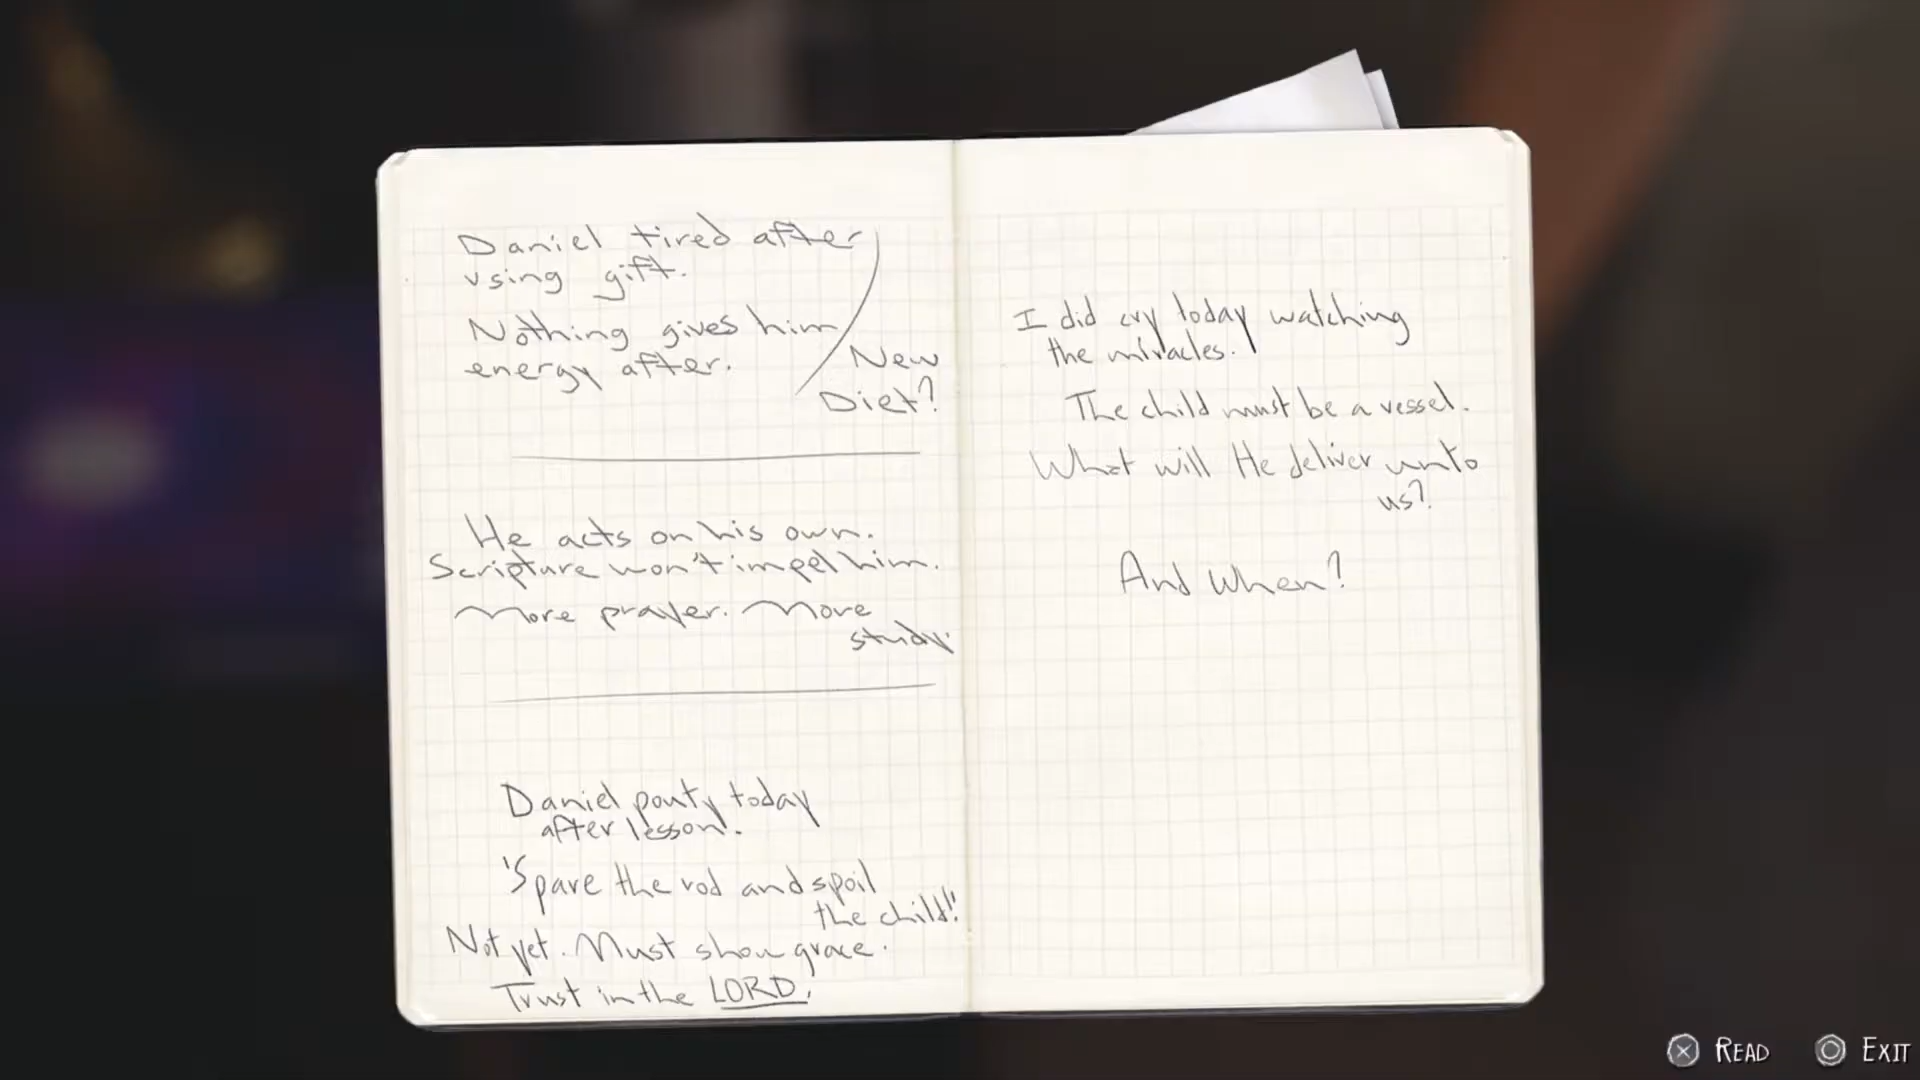 Daniel tired after
using gift.
Nothing gives him
energy after.
New
Diet?
He acts on his own.
Scripture won't impel him.
More prayer. More
study.
Daniel pouty today
after lesson.
'Spare the rod and spoil
the child!'
Not yet. Must show grace.
Trust in the LORD.
I did cry today watching
the miracles.
The child must be a vessel.
What will He deliver unto
us?
And when?
READ
EXIT